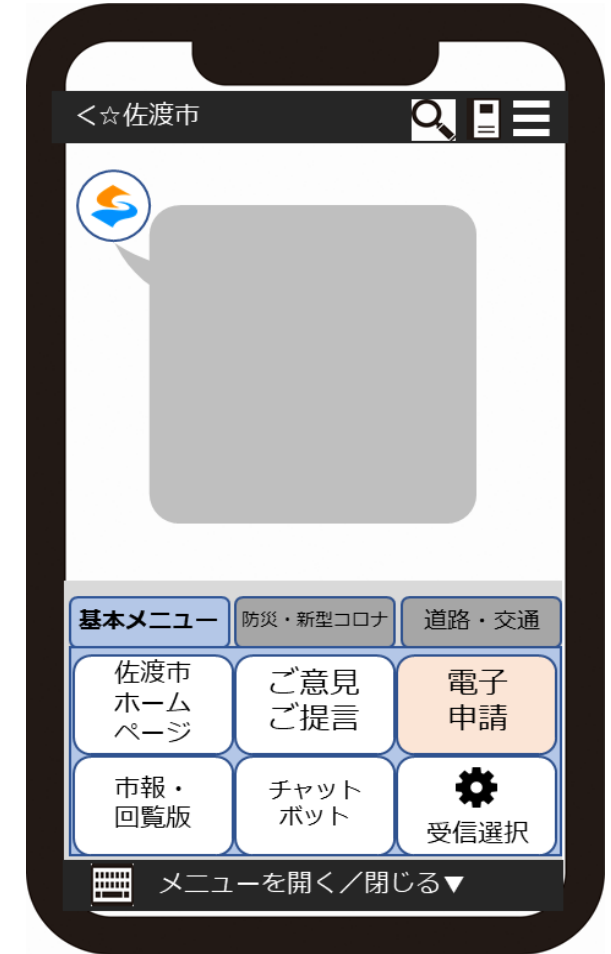 ＜☆佐渡市
基本メニュー
防災・新型コロナ
道路・交通
佐渡市
ホーム
ページ
ご意見
ご提言
電子
申請
市報・
回覧版
チャット
ボット
受信選択
メニューを開く／閉じる▼